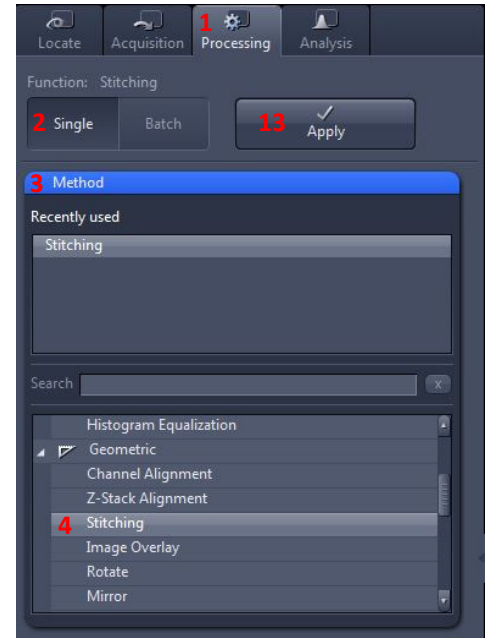 Locate Acquisition 1 Processing Analysis
Function: Stitching
2 Single Batch 13 Apply
3 Method
Recently used
Stitching
Search x
Histogram Equalization
Geometric
Channel Alignment
Z-Stack Alignment
4 Stitching
Image Overlay
Rotate
Mirror